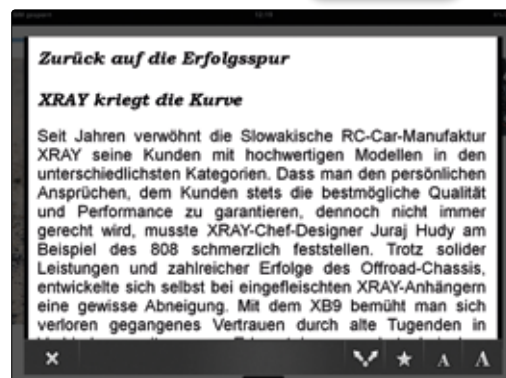 Zurück auf die Erfolgsspur
XRAY kriegt die Kurve
Seit Jahren verwöhnt die Slowakische RC-Car-Manufaktur
XRAY seine Kunden mit hochwertigen Modellen in den
unterschiedlichsten Kategorien. Dass man den persönlichen
Ansprüchen, dem Kunden stets die bestmögliche Qualität
und Performance zu garantieren, dennoch nicht immer
gerecht wird, musste XRAY-Chef-Designer Juraj Hudy am
Beispiel des 808 schmerzlich feststellen. Trotz solider
Leistungen und zahlreicher Erfolge des Offroad-Chassis,
entwickelte sich selbst bei eingefleischten XRAY-Anhängern
eine gewisse Abneigung. Mit dem XB9 bemüht man sich
verloren gegangenes Vertrauen durch alte Tugenden in
A A